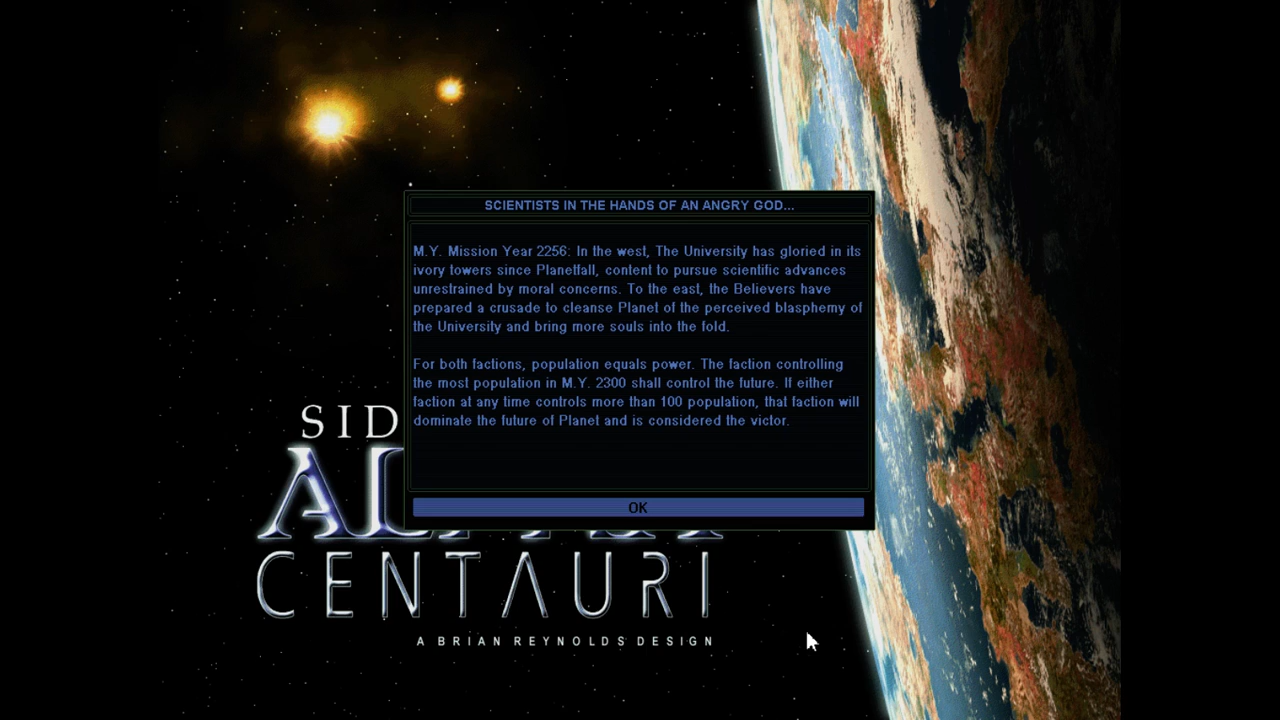 SCIENTISTS IN THE HANDS OF AN ANGRY GOD...
M.Y. Mission Year 2256: In the west, The University has gloried in its
ivory towers since Planetfall, content to pursue scientific advances
unrestrained by moral concerns. To the east, the Believers have
prepared a crusade to cleanse Planet of the perceived blasphemy of
the University and bring more souls into the fold.
For both factions, population equals power. The faction controlling
the most population in M.Y. 2300 shall control the future. If either
faction at any time controls more than 100 population, that faction will
dominate the future of Planet and is considered the victor.
OK
SID
CENTAURI
A BRIAN REYNOLDS DESIGN